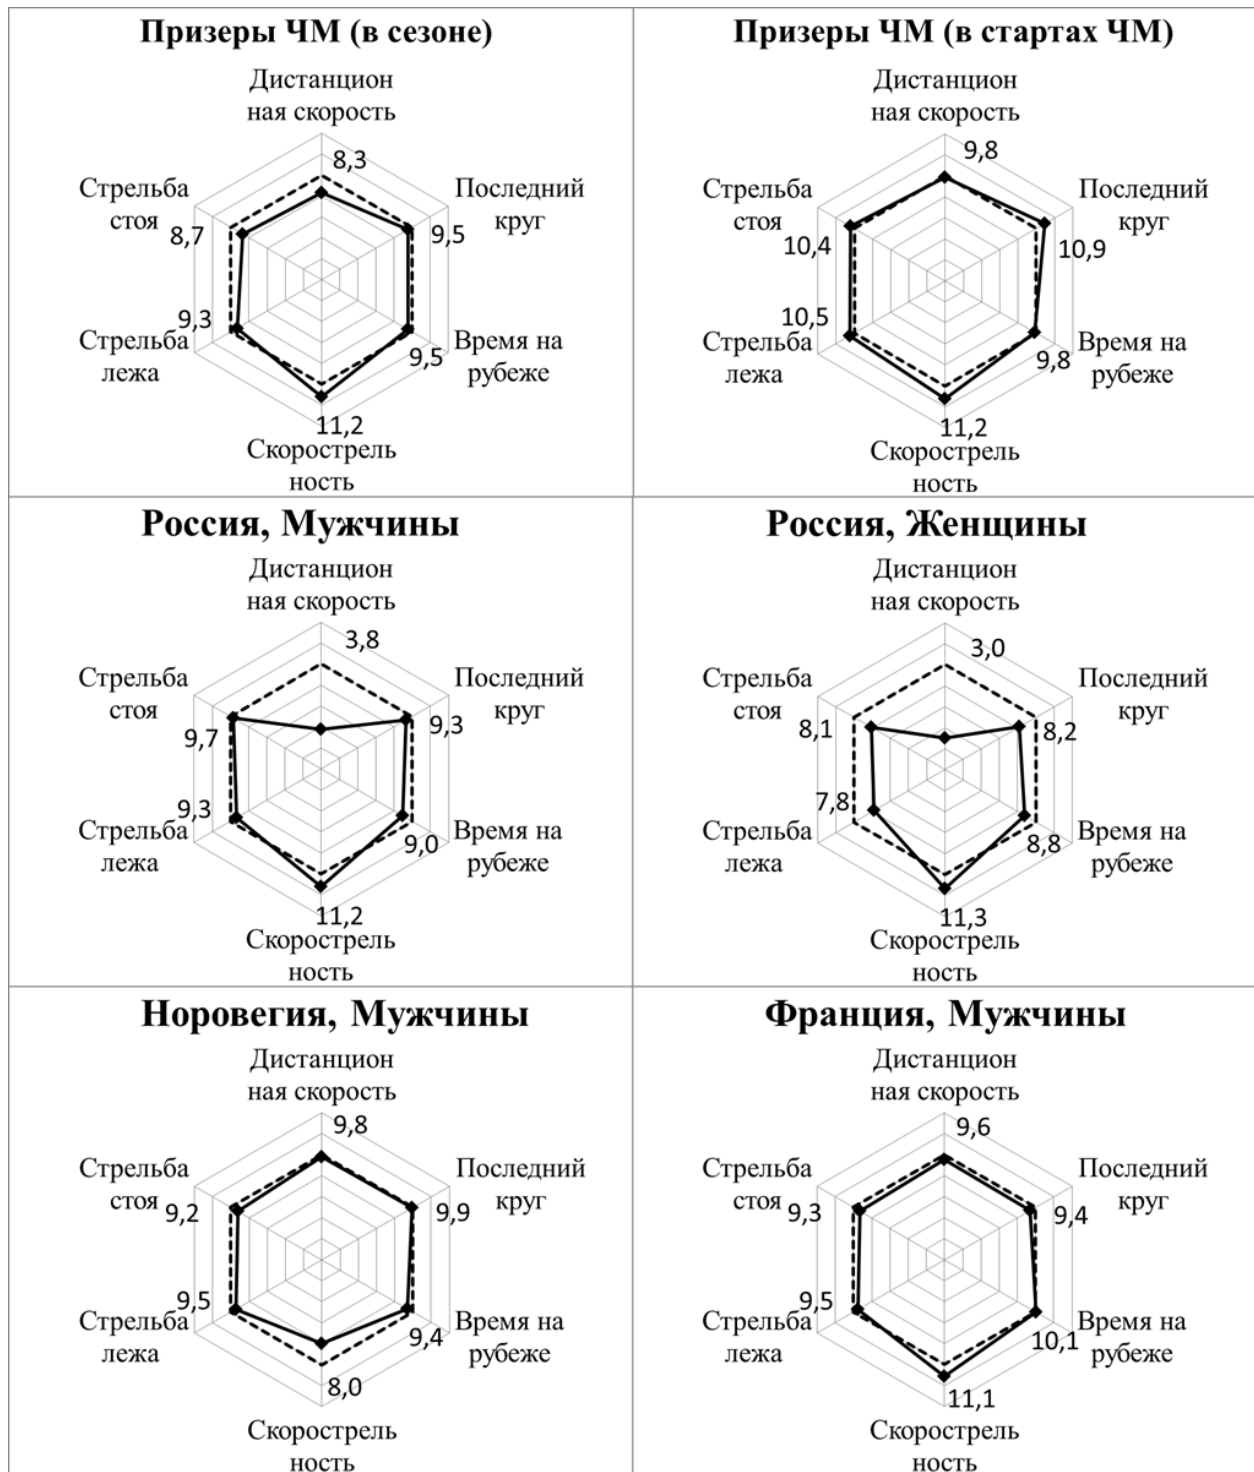 Призеры ЧМ (в сезоне)
Дистанцион
ная скорость
8,3
Стрельба
стоя
8,7
Последний
круг
9,5
9,3
Стрельба
лежа
Время на
рубеже
9,5
11,2
Скорострель
ность
Призеры ЧМ (в стартах ЧМ)
Дистанцион
ная скорость
9,8
Стрельба
стоя
10,4
Последний
круг
10,9
10,5
Стрельба
лежа
Время на
рубеже
9,8
11,2
Скорострель
ность
Россия, Мужчины
Дистанцион
ная скорость
3,8
Стрельба
стоя
9,7
Последний
круг
9,3
9,3
Стрельба
лежа
Время на
рубеже
9,0
11,2
Скорострель
ность
Россия, Женщины
Дистанцион
ная скорость
3,0
Стрельба
стоя
8,1
Последний
круг
8,2
7,8
Стрельба
лежа
Время на
рубеже
8,8
11,3
Скорострель
ность
Норовегия, Мужчины
Дистанцион
ная скорость
9,8
Стрельба
стоя
9,2
Последний
круг
9,9
9,5
Стрельба
лежа
Время на
рубеже
9,4
8,0
Скорострель
ность
Франция, Мужчины
Дистанцион
ная скорость
9,6
Стрельба
стоя
9,3
Последний
круг
9,4
9,5
Стрельба
лежа
Время на
рубеже
10,1
11,1
Скорострель
ность